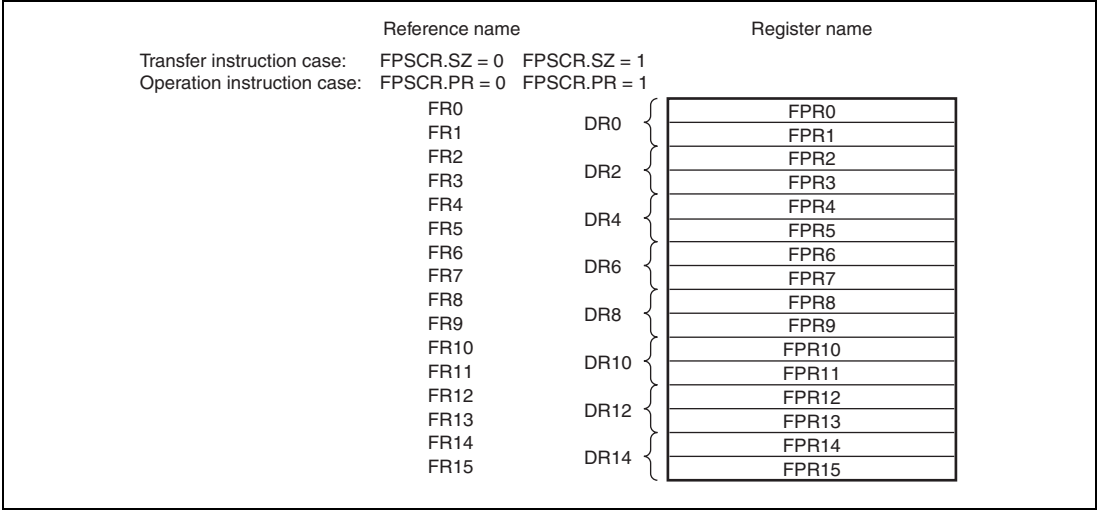 Reference name Register name
Transfer instruction case: FPSCR.SZ = 0 FPSCR.SZ = 1
Operation instruction case: FPSCR.PR = 0 FPSCR.PR = 1
FR0 FPR0
DR0
FR1 FPR1
FR2 FPR2
DR2
FR3 FPR3
FR4 FPR4
DR4
FR5 FPR5
FR6 FPR6
DR6
FR7 FPR7
FR8 FPR8
DR8
FR9 FPR9
FR10 FPR10
DR10
FR11 FPR11
FR12 FPR12
DR12
FR13 FPR13
FR14 FPR14
DR14
FR15 FPR15